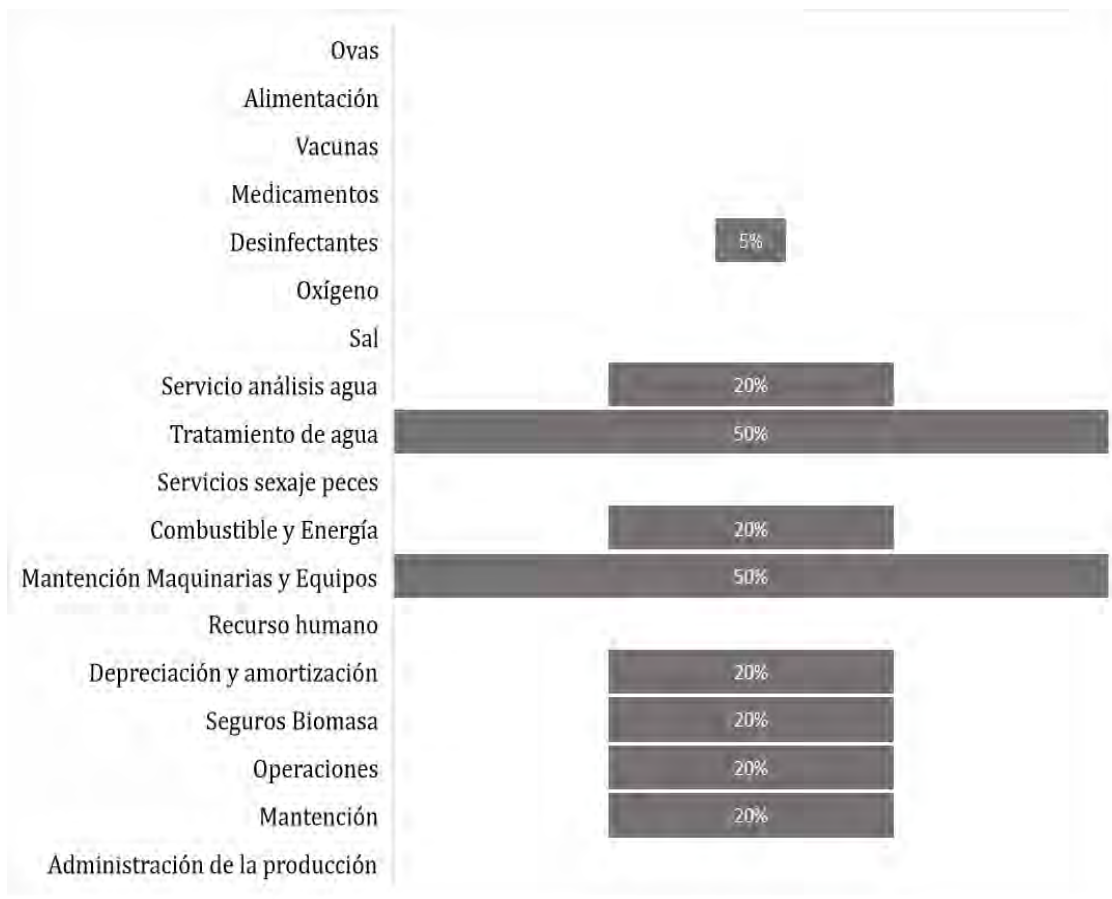 Ovas
Alimentación
Vacunas
Medicamentos
Desinfectantes 5%
Oxígeno
Sal
Servicio análisis agua 20%
Tratamiento de agua 50%
Servicios sexaje peces
Combustible y Energía 20%
Mantención Maquinarias y Equipos 50%
Recurso humano
Depreciación y amortización 20%
Seguros Biomasa 20%
Operaciones 20%
Mantención 20%
Administración de la producción